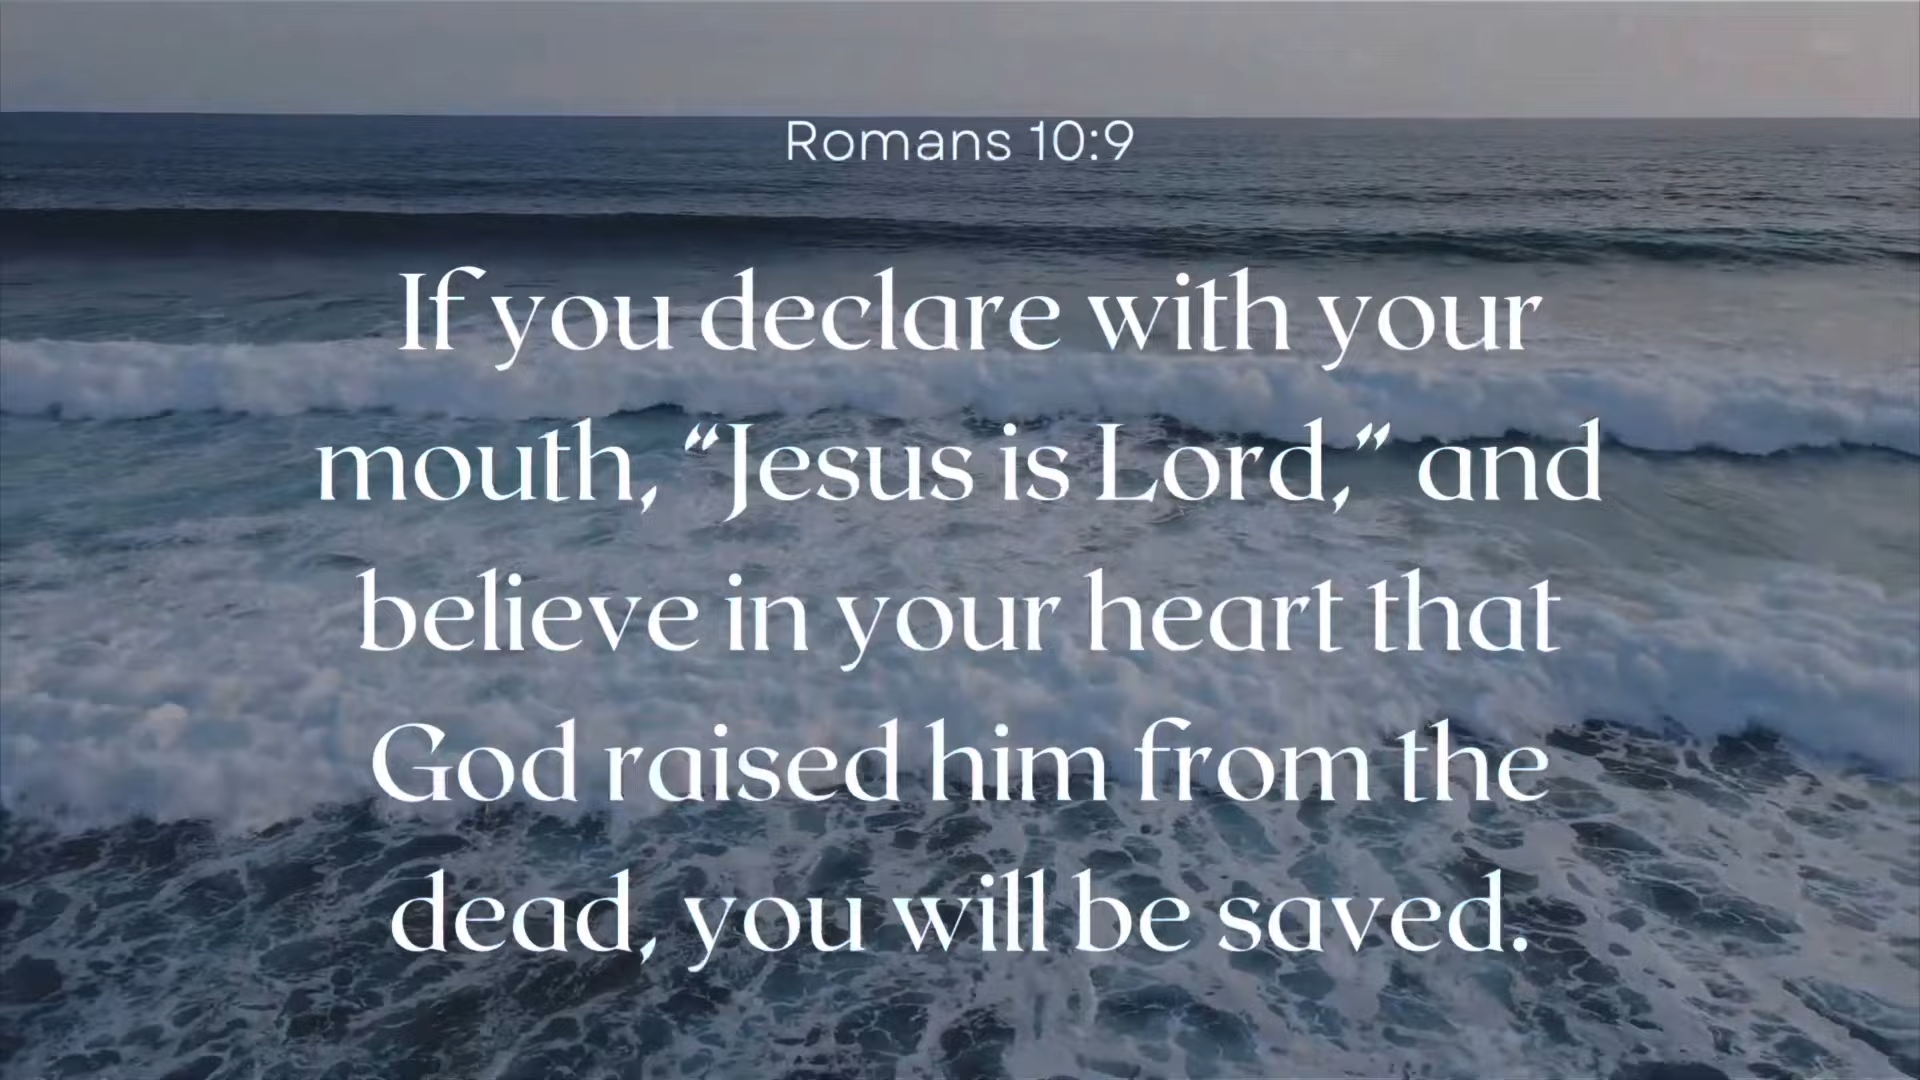 Romans 10:9
If you declare with your
mouth, “Jesus is Lord,” and
believe in your heart that
God raised him from the
dead, you will be saved.